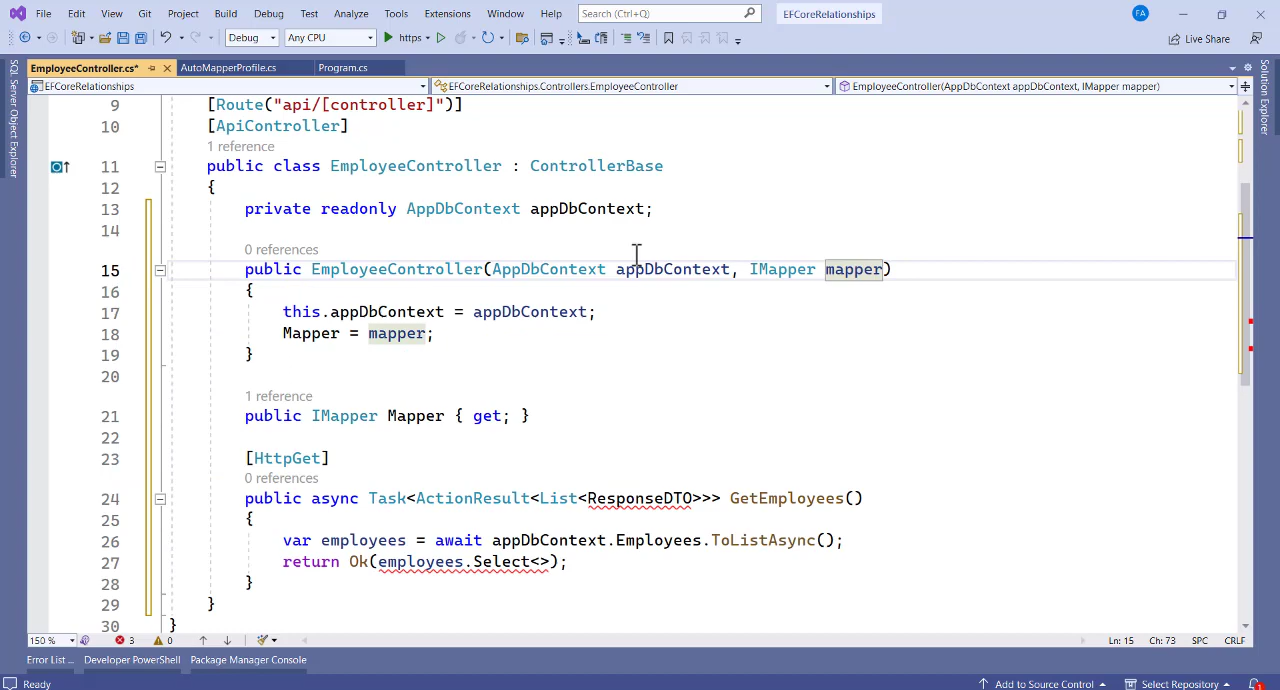 File Edit View Git Project Build Debug Test Analyze Tools Extensions Window Help Search (Ctrl+Q) EFCoreRelationships FA
Debug Any CPU https Live Share
EmployeeController.cs* AutoMapperProfile.cs Program.cs
EFCoreRelationships EFCoreRelationships.Controllers.EmployeeController EmployeeController(AppDbContext appDbContext, IMapper mapper)
SQL Server Object Explorer
Solution Explorer
9 [Route("api/[controller]")]
10 [ApiController]
1 reference
11 public class EmployeeController : ControllerBase
12 {
13 private readonly AppDbContext appDbContext;
14
0 references
15 public EmployeeController(AppDbContext appDbContext, IMapper mapper)
16 {
17 this.appDbContext = appDbContext;
18 Mapper = mapper;
19 }
20
1 reference
21 public IMapper Mapper { get; }
22
23 [HttpGet]
0 references
24 public async Task<ActionResult<List<ResponseDTO>>> GetEmployees()
25 {
26 var employees = await appDbContext.Employees.ToListAsync();
27 return Ok(employees.Select<>);
28 }
29 }
30 }
150 % 3 0 Ln: 15 Ch: 73 SPC CRLF
Error List ... Developer PowerShell Package Manager Console
Ready Add to Source Control Select Repository 1